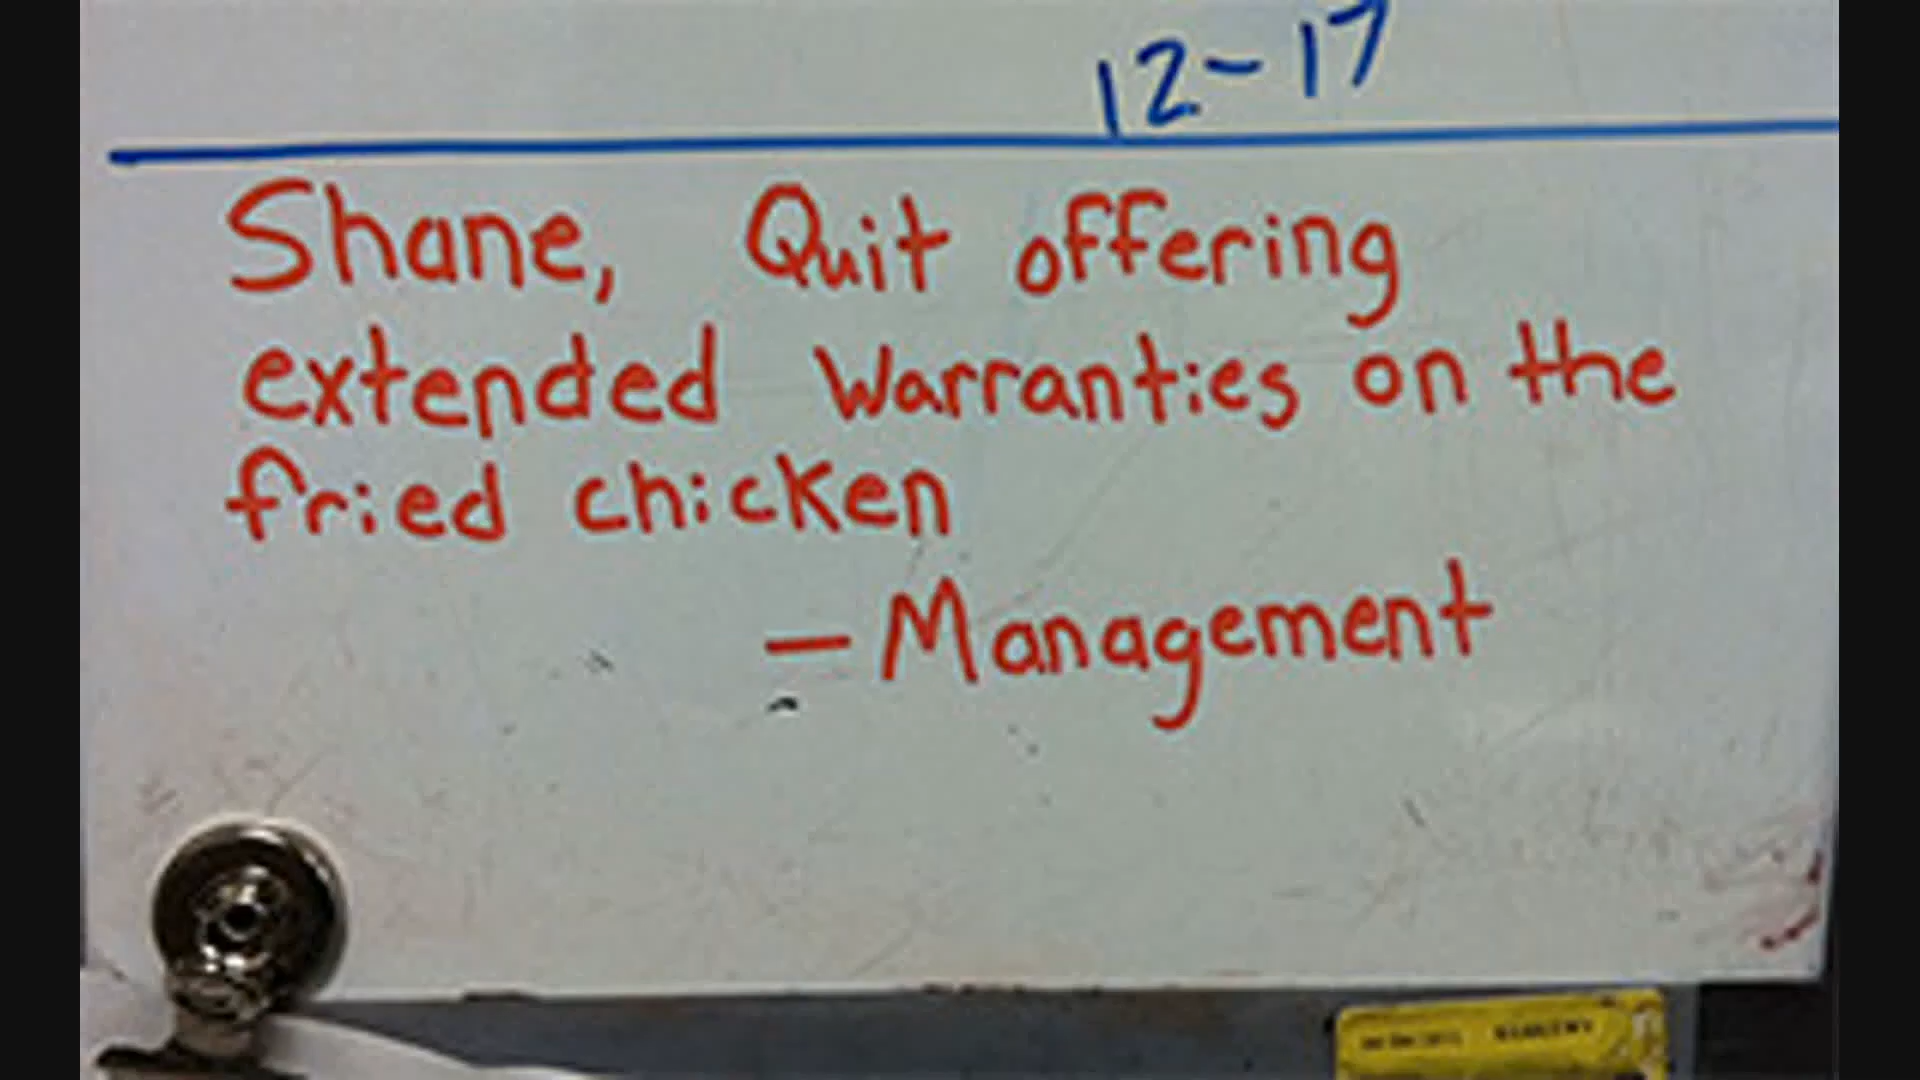 12-17
Shane, Quit offering
extended Warranties on the
fried chicken
- Management